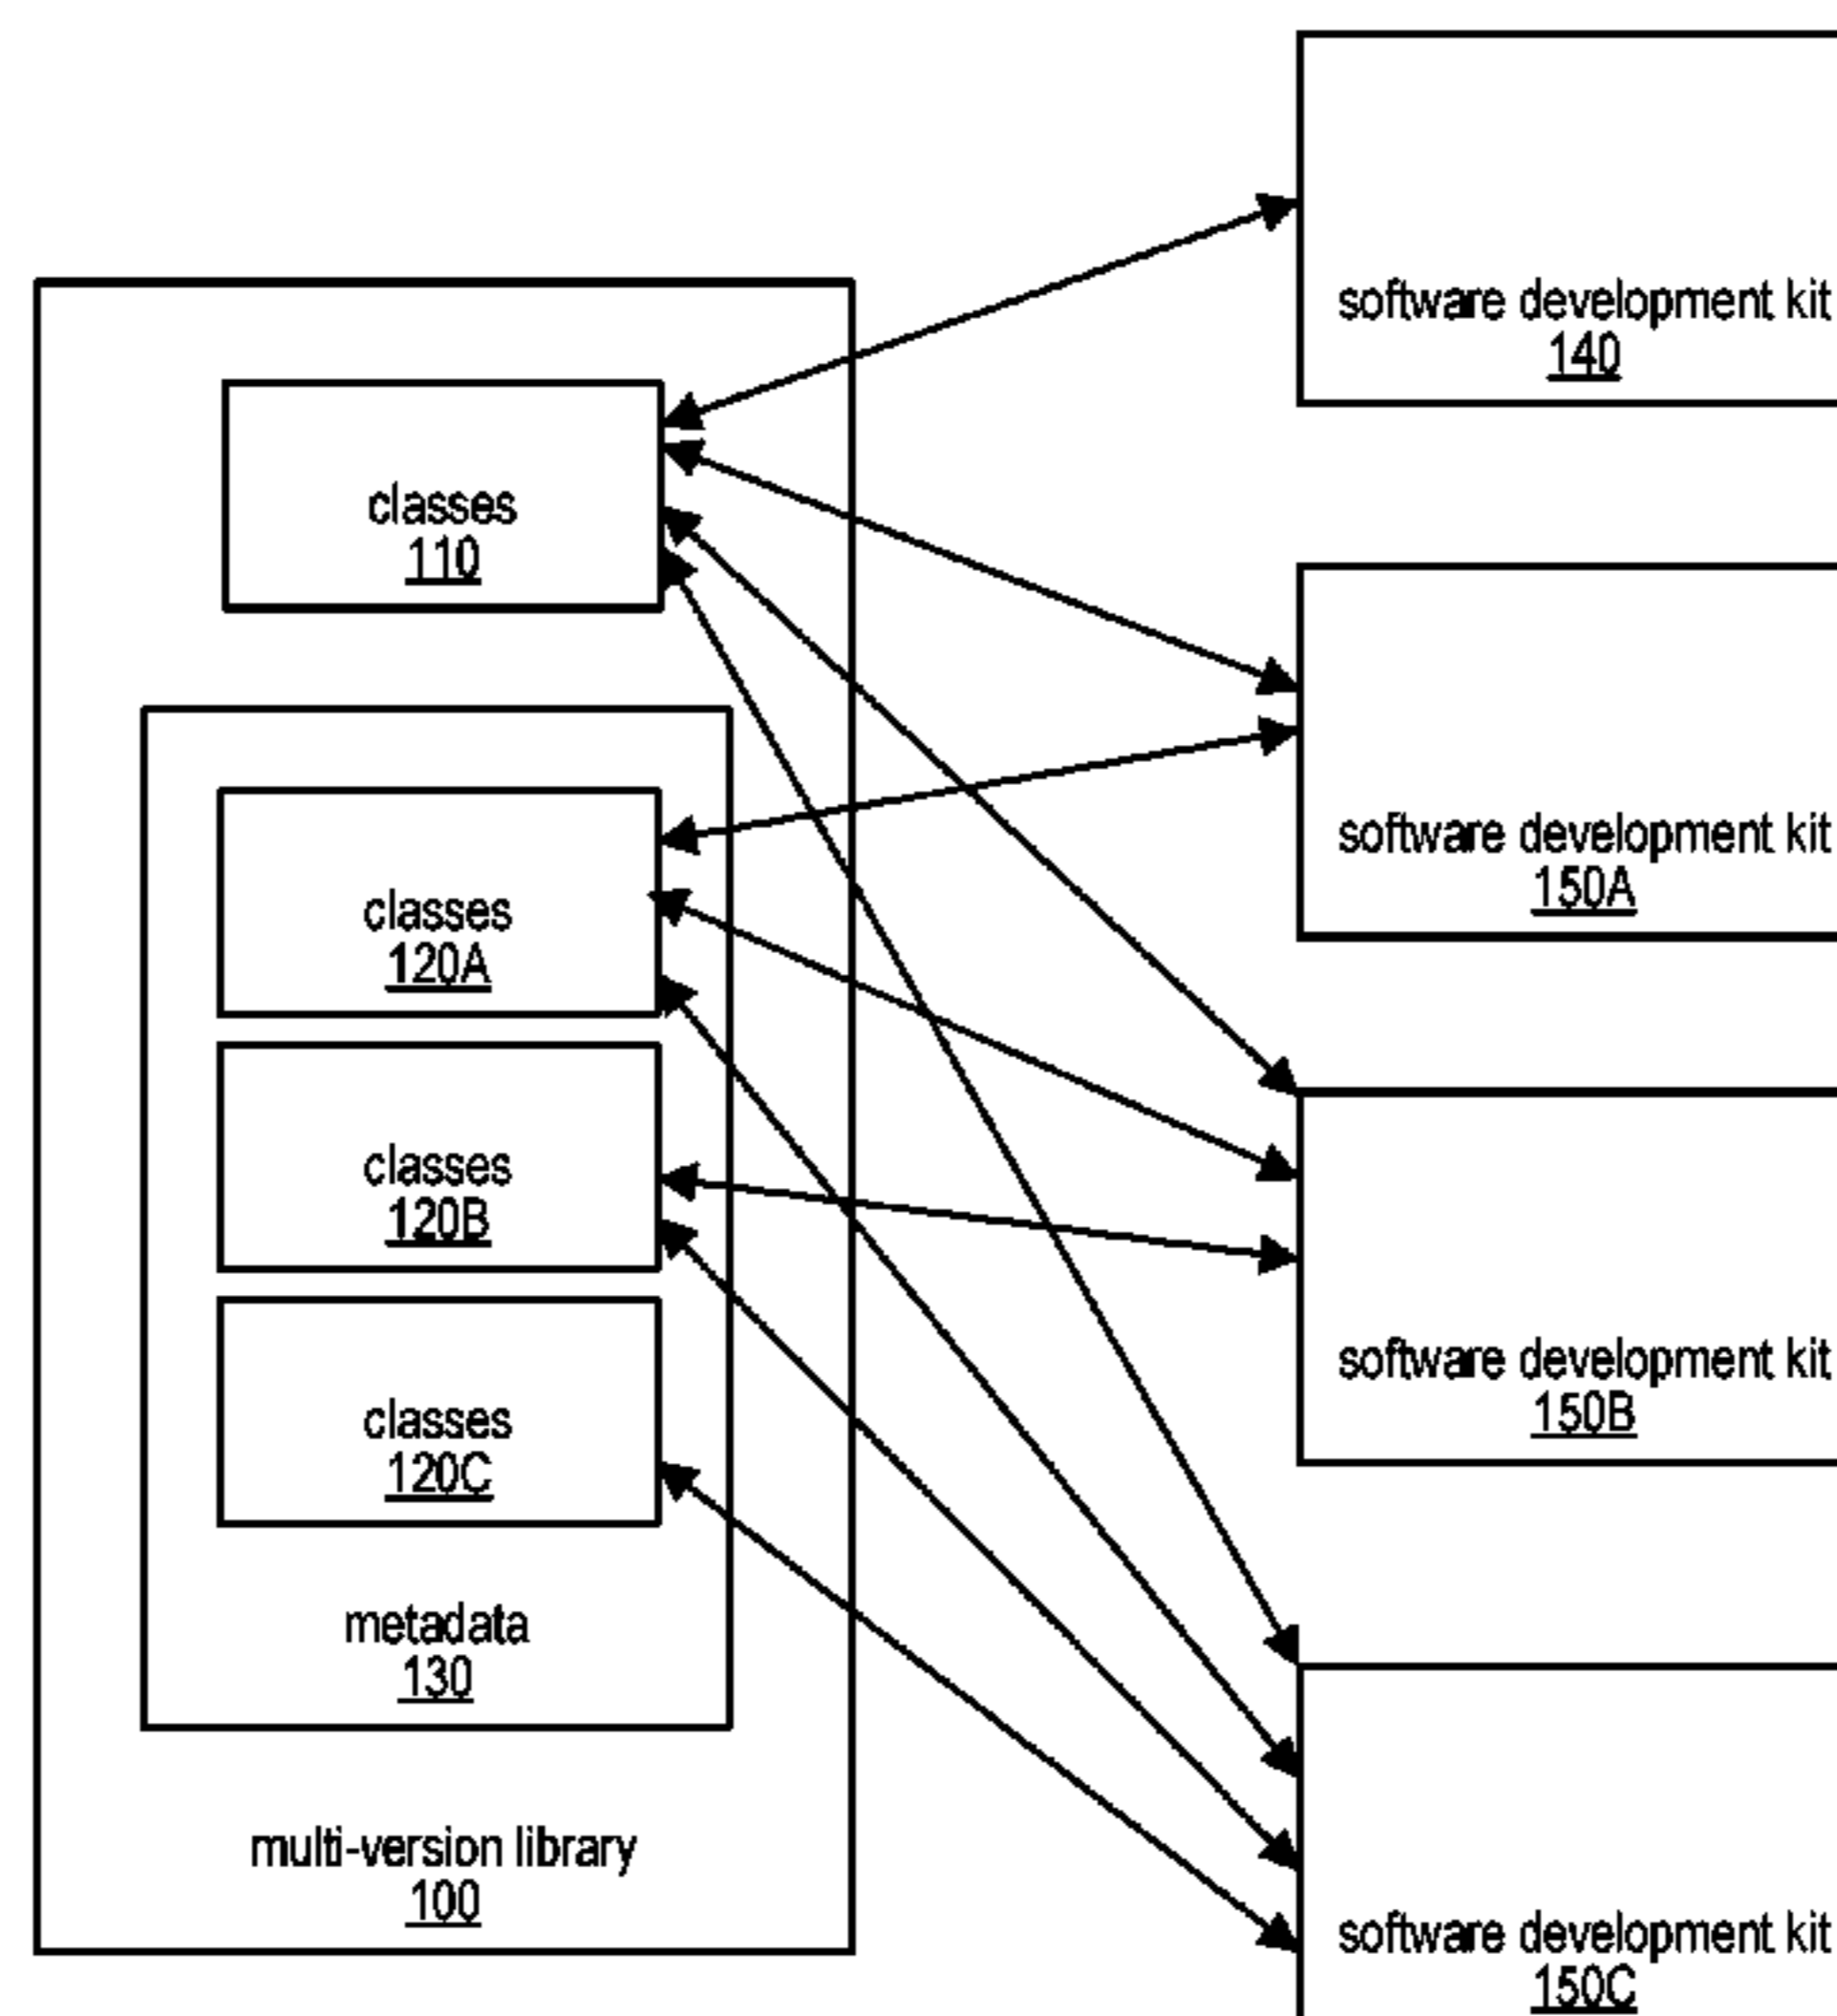 software development kit
140
classes
110
software development kit
150A
classes
120A
classes
120B
software development kit
150B
classes
120C
metadata
130
multi-version library
100
software development kit
150C